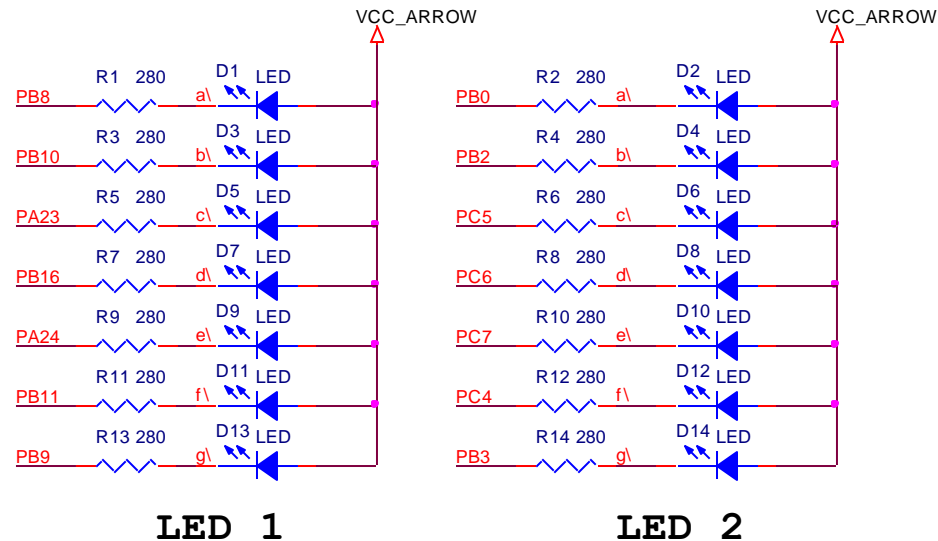 VCC_ARROW VCC_ARROW
R1 280 D1 LED R2 280 D2 LED
PB8 a\ PB0 a\
R3 280 D3 LED R4 280 D4 LED
PB10 b\ PB2 b\
R5 280 D5 LED R6 280 D6 LED
PA23 c\ PC5 c\
R7 280 D7 LED R8 280 D8 LED
PB16 d\ PC6 d\
R9 280 D9 LED R10 280 D10 LED
PA24 e\ PC7 e\
R11 280 D11 LED R12 280 D12 LED
PB11 f\ PC4 f\
R13 280 D13 LED R14 280 D14 LED
PB9 g\ PB3 g\
LED 1 LED 2